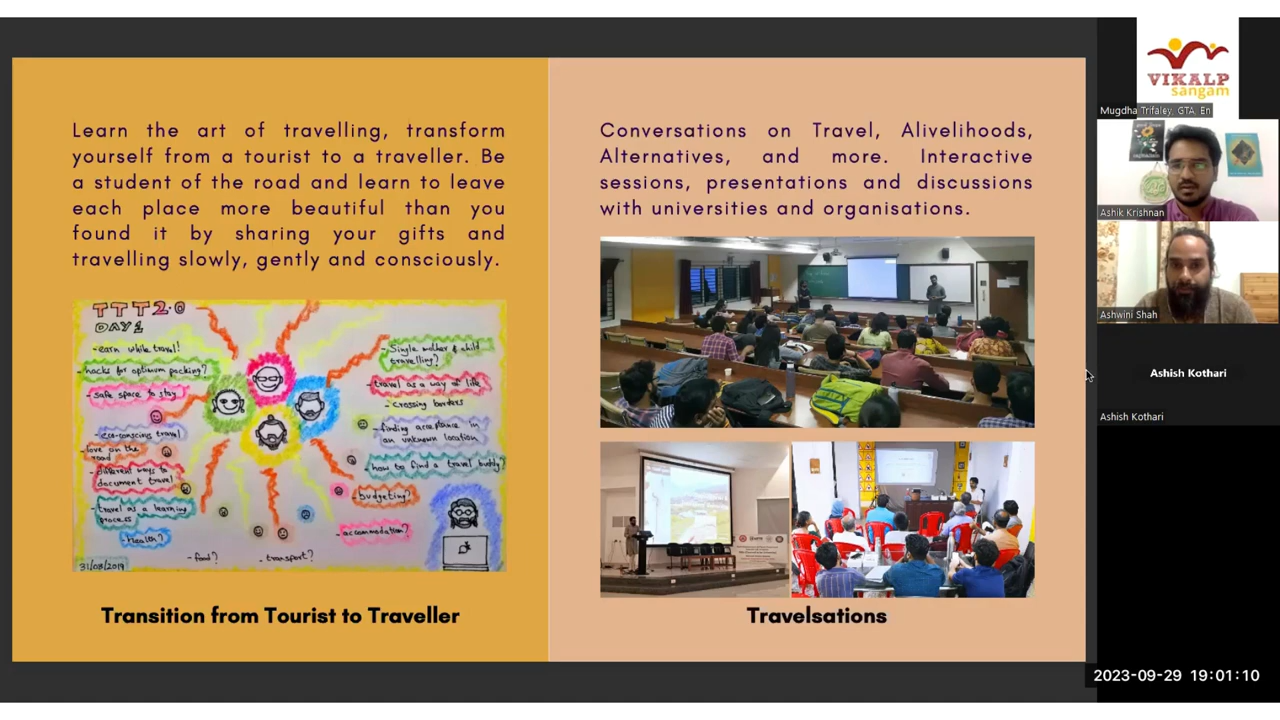 Learn the art of travelling, transform
yourself from a tourist to a traveller. Be
a student of the road and learn to leave
each place more beautiful than you
found it by sharing your gifts and
travelling slowly, gently and consciously.
TTT2.0
DAY1
-earn while travel!
-hacks for optimum packing?
-safe space to stay
-eco-conscious travel
-love on the
road
-different ways to
document travel
-travel as a learning
process
-health?
-food?
-transport?
-Single mother & child
travelling?
-travel as a way of life
-crossing borders
-finding acceptance in
an unknown location
-how to find a travel buddy?
-budgeting?
-accommodation?
31/08/2019
Transition from Tourist to Traveller
Conversations on Travel, Alivelihoods,
Alternatives, and more. Interactive
sessions, presentations and discussions
with universities and organisations.
Travelsations
VIKALP
sangam
Mugdha Trifaley, GTA, En
Ashik Krishnan
Ashwini Shah
Ashish Kothari
Ashish Kothari
2023-09-29 19:01:10